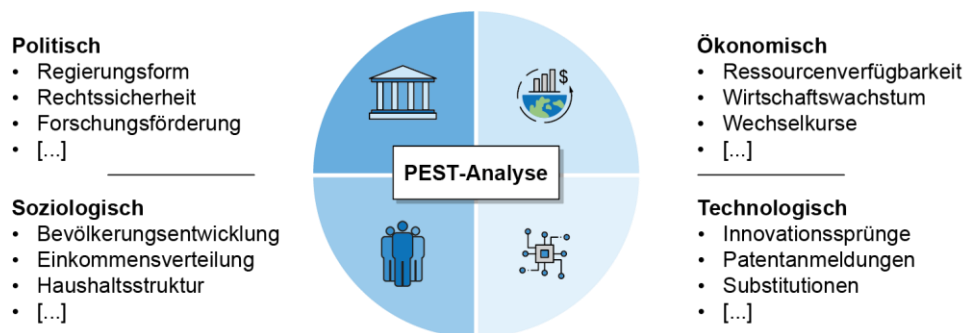 Politisch
• Regierungsform
• Rechtssicherheit
• Forschungsförderung
• [...]
Ökonomisch
• Ressourcenverfügbarkeit
• Wirtschaftswachstum
• Wechselkurse
• [...]
$
PEST-Analyse
Soziologisch
• Bevölkerungsentwicklung
• Einkommensverteilung
• Haushaltsstruktur
• [...]
Technologisch
• Innovationssprünge
• Patentanmeldungen
• Substitutionen
• [...]